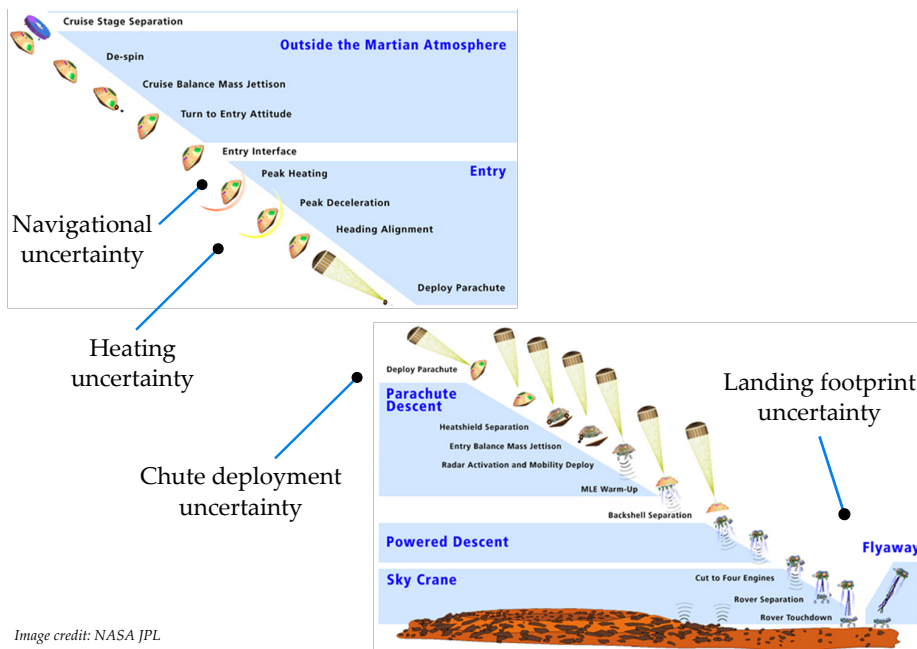 Cruise Stage Separation
Outside the Martian Atmosphere
De-spin
Cruise Balance Mass Jettison
Turn to Entry Attitude
Entry Interface
Entry
Peak Heating
Peak Deceleration
Heading Alignment
Deploy Parachute
Navigational
uncertainty
Heating
uncertainty
Chute deployment
uncertainty
Landing footprint
uncertainty
Deploy Parachute
Parachute
Descent
Heatshield Separation
Entry Balance Mass Jettison
Radar Activation and Mobility Deploy
MLE Warm-Up
Backshell Separation
Powered Descent
Flyaway
Sky Crane
Cut to Four Engines
Rover Separation
Rover Touchdown
Image credit: NASA JPL